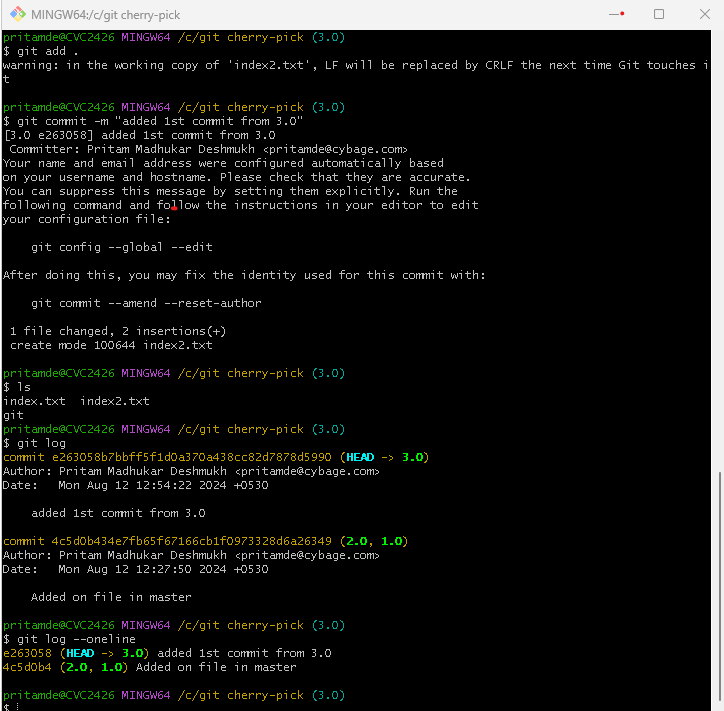 MINGW64:/c/git cherry-pick
pritamde@CVC2426 MINGW64 /c/git cherry-pick (3.0)
$ git add .
warning: in the working copy of 'index2.txt', LF will be replaced by CRLF the next time Git touches i
t
pritamde@CVC2426 MINGW64 /c/git cherry-pick (3.0)
$ git commit -m "added 1st commit from 3.0"
[3.0 e263058] added 1st commit from 3.0
 Committer: Pritam Madhukar Deshmukh <pritamde@cybage.com>
Your name and email address were configured automatically based
on your username and hostname. Please check that they are accurate.
You can suppress this message by setting them explicitly. Run the
following command and follow the instructions in your editor to edit
your configuration file:
    git config --global --edit
After doing this, you may fix the identity used for this commit with:
    git commit --amend --reset-author
 1 file changed, 2 insertions(+)
 create mode 100644 index2.txt
pritamde@CVC2426 MINGW64 /c/git cherry-pick (3.0)
$ ls
index.txt  index2.txt
git
pritamde@CVC2426 MINGW64 /c/git cherry-pick (3.0)
$ git log
commit e263058b7bbff5f1d0a370a438cc82d7878d5990 (HEAD -> 3.0)
Author: Pritam Madhukar Deshmukh <pritamde@cybage.com>
Date:   Mon Aug 12 12:54:22 2024 +0530
    added 1st commit from 3.0
commit 4c5d0b434e7fb65f67166cb1f0973328d6a26349 (2.0, 1.0)
Author: Pritam Madhukar Deshmukh <pritamde@cybage.com>
Date:   Mon Aug 12 12:27:50 2024 +0530
    Added on file in master
pritamde@CVC2426 MINGW64 /c/git cherry-pick (3.0)
$ git log --oneline
e263058 (HEAD -> 3.0) added 1st commit from 3.0
4c5d0b4 (2.0, 1.0) Added on file in master
pritamde@CVC2426 MINGW64 /c/git cherry-pick (3.0)
$